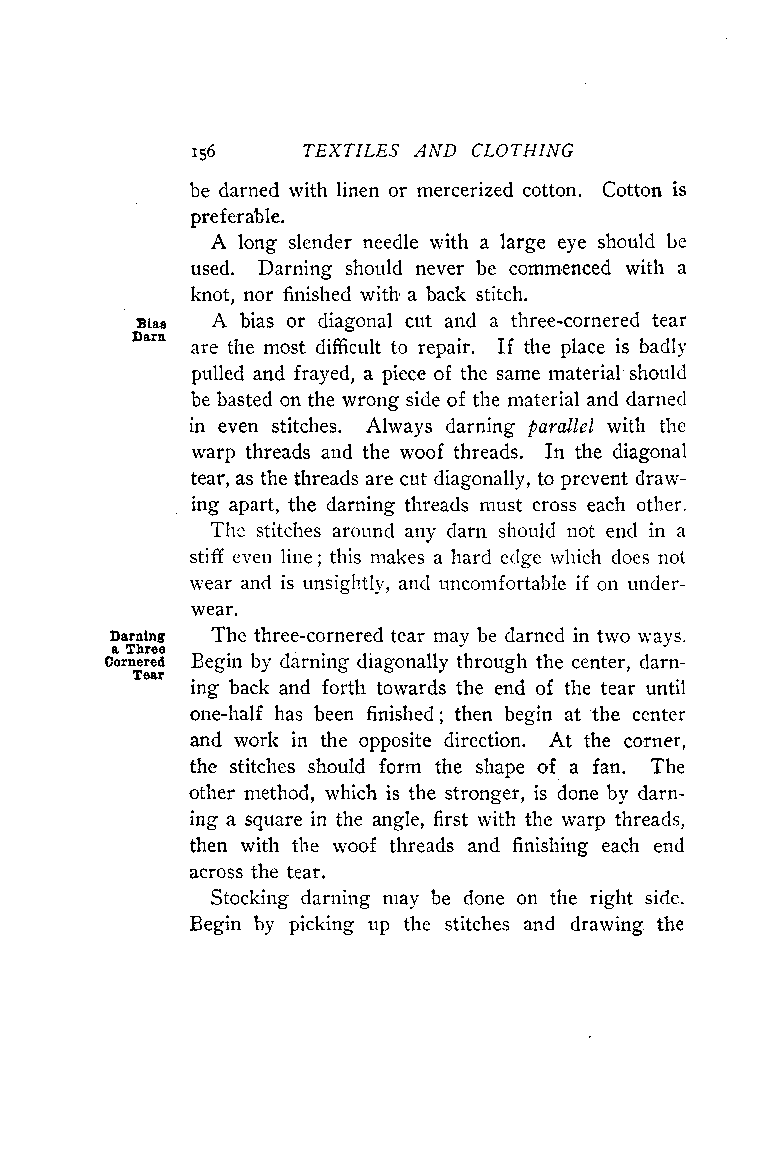 156 TEXTILES AND CLOTHING
be darned with linen or mercerized cotton. Cotton is
preferable.
A long slender needle with a large eye should be
used. Darning should never be commenced with a
knot, nor finished with a back stitch.
Bias
Darn
A bias or diagonal cut and a three-cornered tear
are the most difficult to repair. If the place is badly
pulled and frayed, a piece of the same material should
be basted on the wrong side of the material and darned
in even stitches. Always darning parallel with the
warp threads and the woof threads. In the diagonal
tear, as the threads are cut diagonally, to prevent draw-
ing apart, the darning threads must cross each other.
The stitches around any darn should not end in a
stiff even line; this makes a hard edge which does not
wear and is unsightly, and uncomfortable if on under-
wear.
Darning
a Three
Cornered
Tear
The three-cornered tear may be darned in two ways.
Begin by darning diagonally through the center, darn-
ing back and forth towards the end of the tear until
one-half has been finished; then begin at the center
and work in the opposite direction. At the corner,
the stitches should form the shape of a fan. The
other method, which is the stronger, is done by darn-
ing a square in the angle, first with the warp threads,
then with the woof threads and finishing each end
across the tear.
Stocking darning may be done on the right side.
Begin by picking up the stitches and drawing the